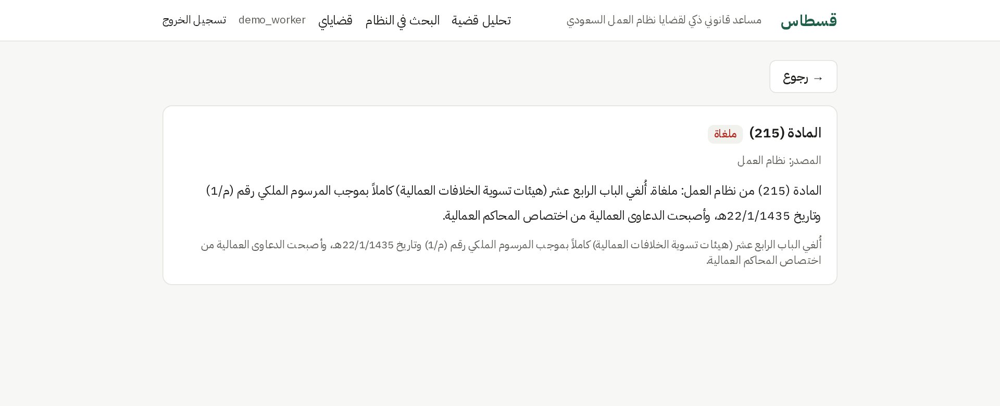 قسطاس
مساعد قانوني ذكي لقضايا نظام العمل السعودي
تحليل قضية
البحث في النظام
قضاياي
demo_worker
تسجيل الخروج
→ رجوع
المادة (215) ملغاة
المصدر: نظام العمل
المادة (215) من نظام العمل: ملغاة. أُلغي الباب الرابع عشر (هيئات تسوية الخلافات العمالية) كاملاً بموجب المرسوم الملكي رقم (م/1)
وتاريخ 22/1/1435هـ، وأصبحت الدعاوى العمالية من اختصاص المحاكم العمالية.
أُلغي الباب الرابع عشر (هيئات تسوية الخلافات العمالية) كاملاً بموجب المرسوم الملكي رقم (م/1) وتاريخ 22/1/1435هـ، وأصبحت الدعاوى العمالية من
اختصاص المحاكم العمالية.